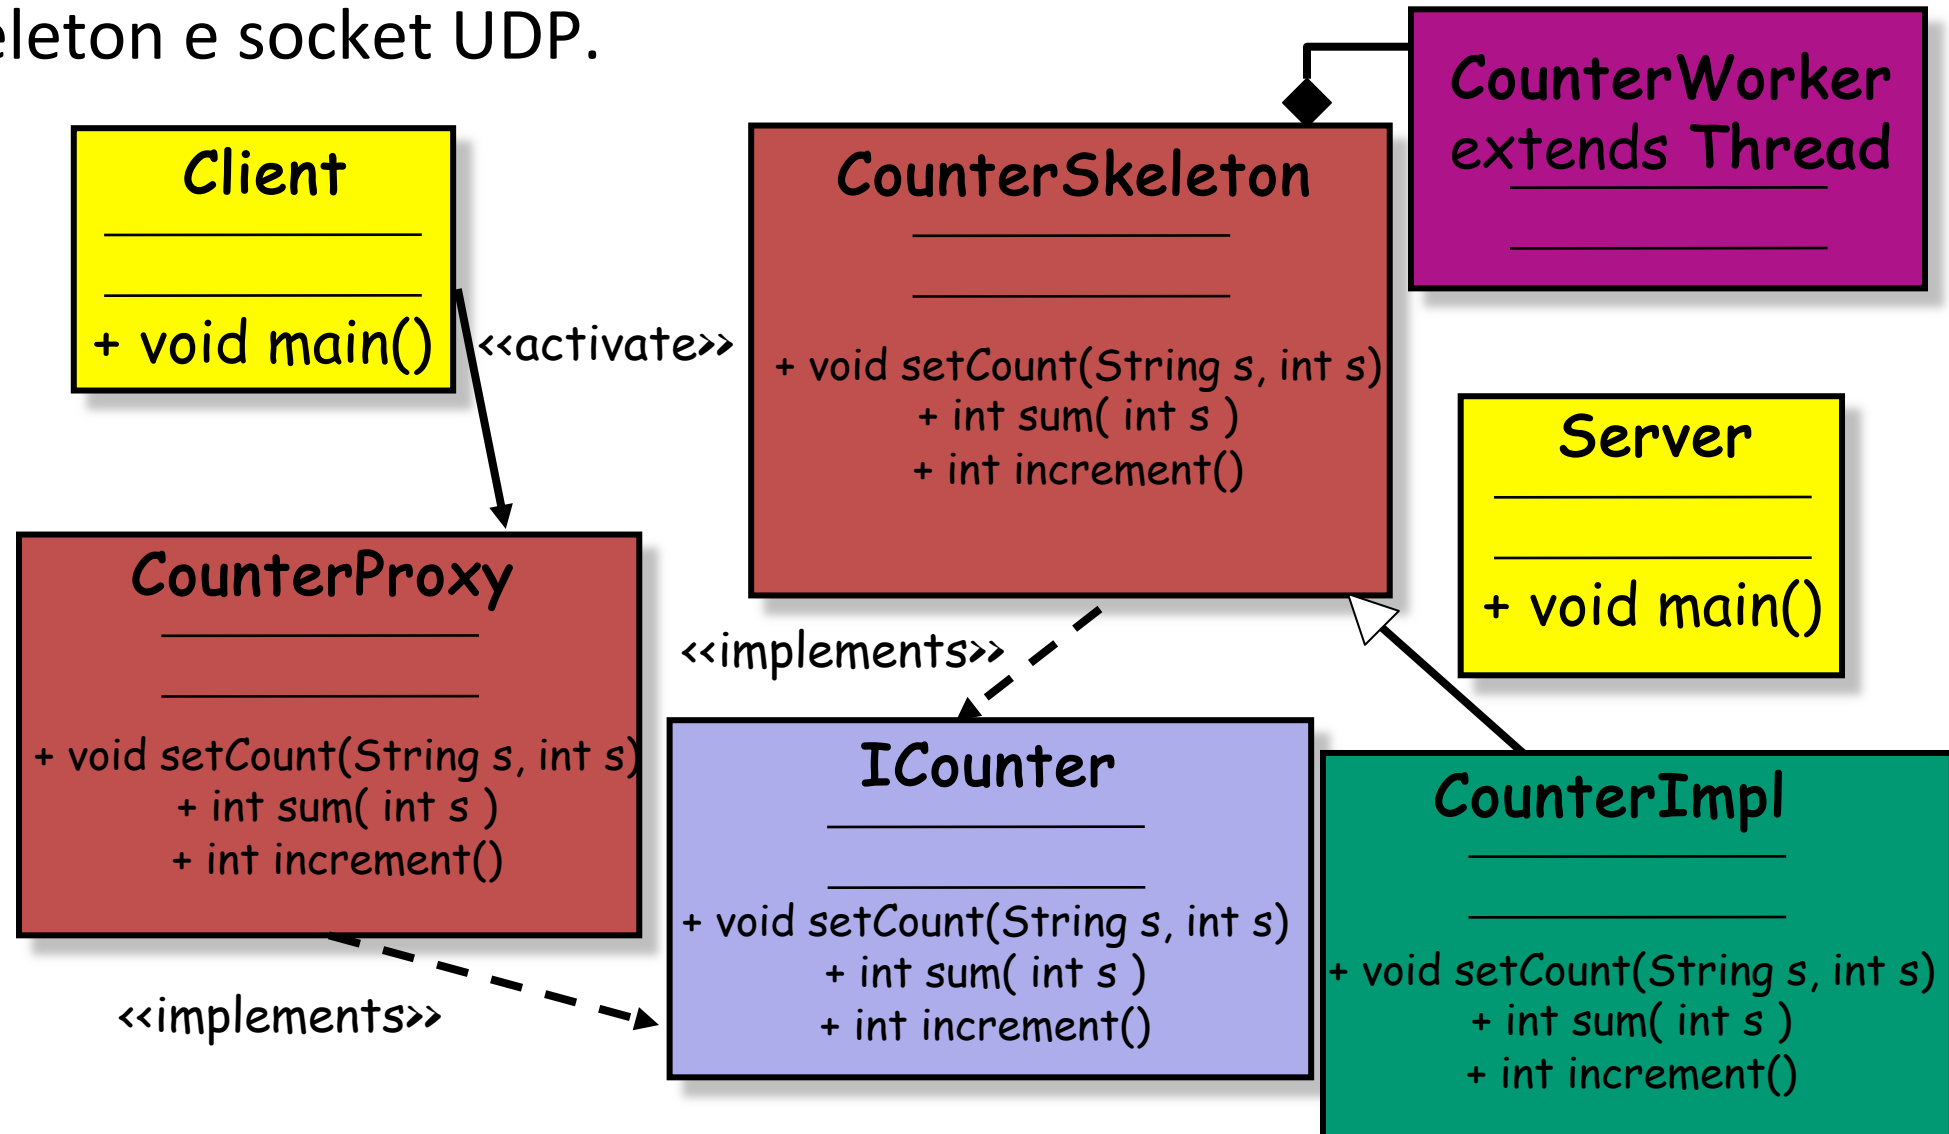 eleton e socket UDP.
CounterWorker
extends Thread
Client
+ void main()
<<activate>>
CounterSkeleton
+ void setCount(String s, int s)
+ int sum( int s )
+ int increment()
Server
+ void main()
CounterProxy
+ void setCount(String s, int s)
+ int sum( int s )
+ int increment()
<<implements>>
ICounter
+ void setCount(String s, int s)
+ int sum( int s )
+ int increment()
CounterImpl
+ void setCount(String s, int s)
+ int sum( int s )
+ int increment()
<<implements>>